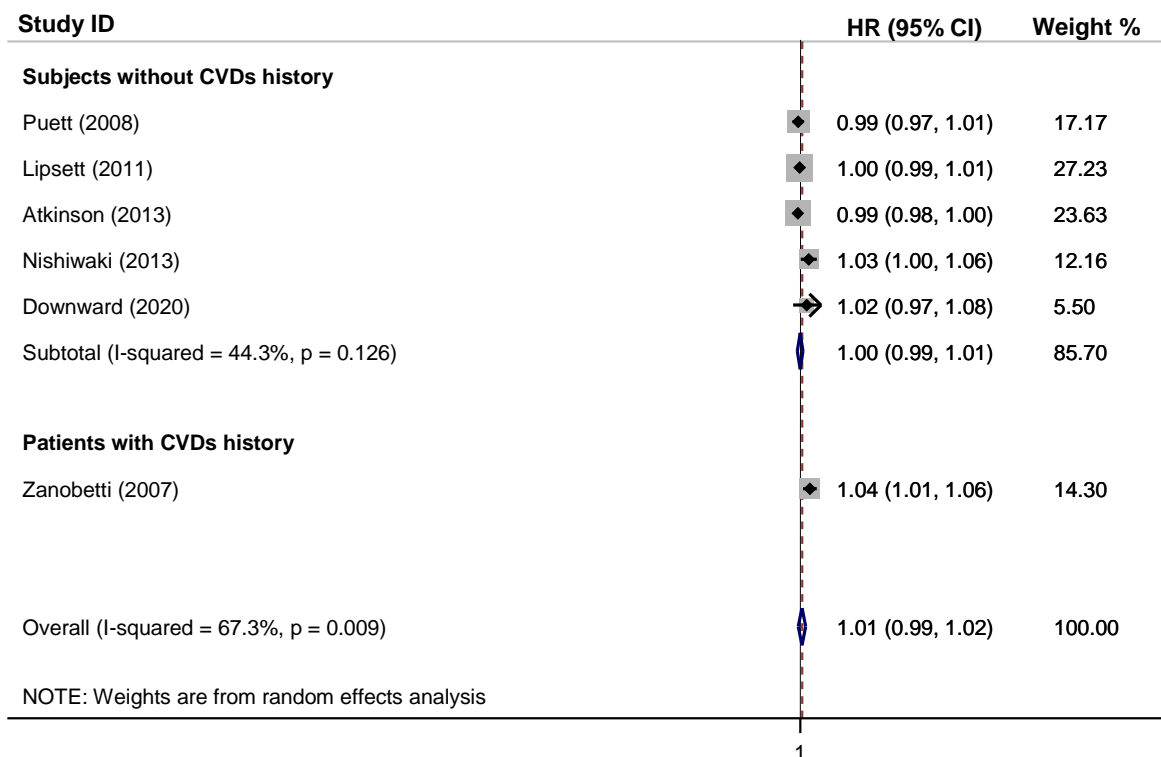 Study ID HR (95% CI) Weight %
Subjects without CVDs history
Puett (2008) 0.99 (0.97, 1.01) 17.17
Lipsett (2011) 1.00 (0.99, 1.01) 27.23
Atkinson (2013) 0.99 (0.98, 1.00) 23.63
Nishiwaki (2013) 1.03 (1.00, 1.06) 12.16
Downward (2020) 1.02 (0.97, 1.08) 5.50
Subtotal (I-squared = 44.3%, p = 0.126) 1.00 (0.99, 1.01) 85.70
Patients with CVDs history
Zanobetti (2007) 1.04 (1.01, 1.06) 14.30
Overall (I-squared = 67.3%, p = 0.009) 1.01 (0.99, 1.02) 100.00
NOTE: Weights are from random effects analysis
1